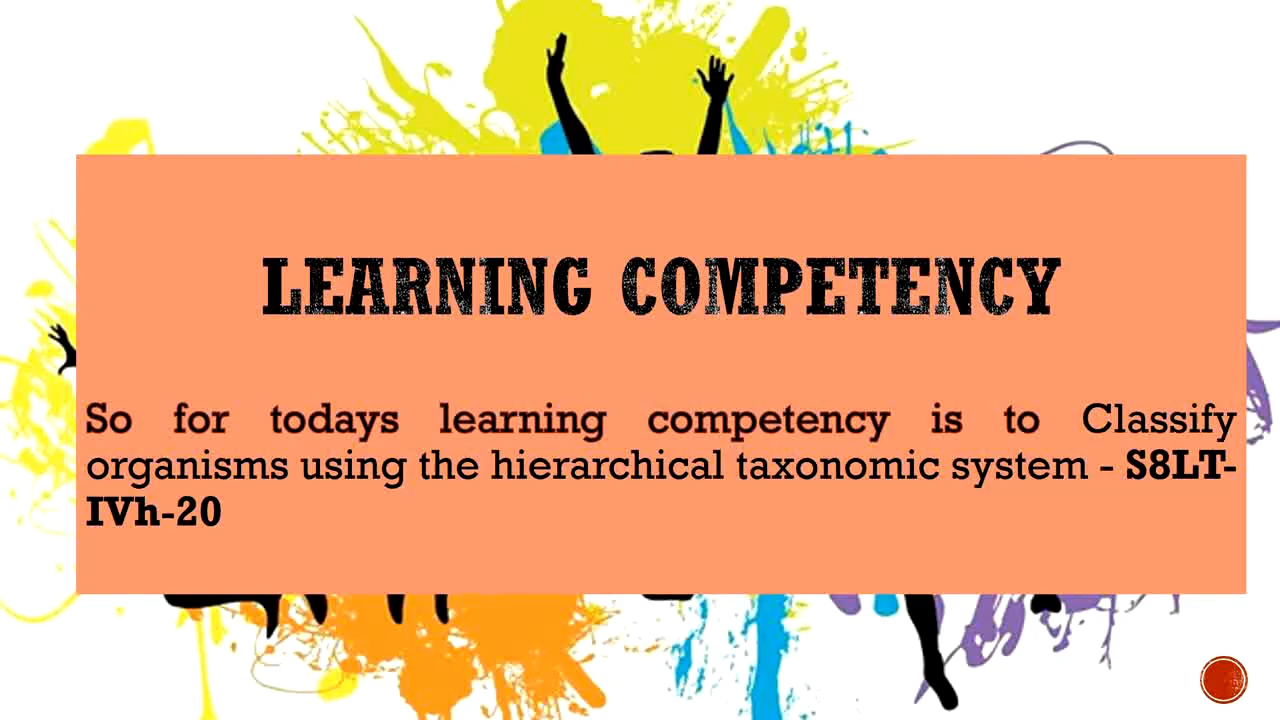 LEARNING COMPETENCY
So for todays learning competency is to Classify
organisms using the hierarchical taxonomic system - S8LT-
IVh-20